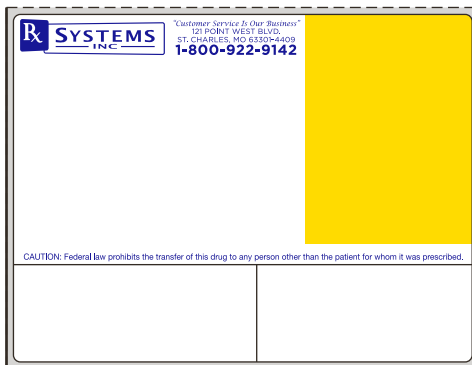 Rx SYSTEMS
INC
"Customer Service Is Our Business"
121 POINT WEST BLVD.
ST. CHARLES, MO 63301-4409
1-800-922-9142
CAUTION: Federal law prohibits the transfer of this drug to any person other than the patient for whom it was prescribed.